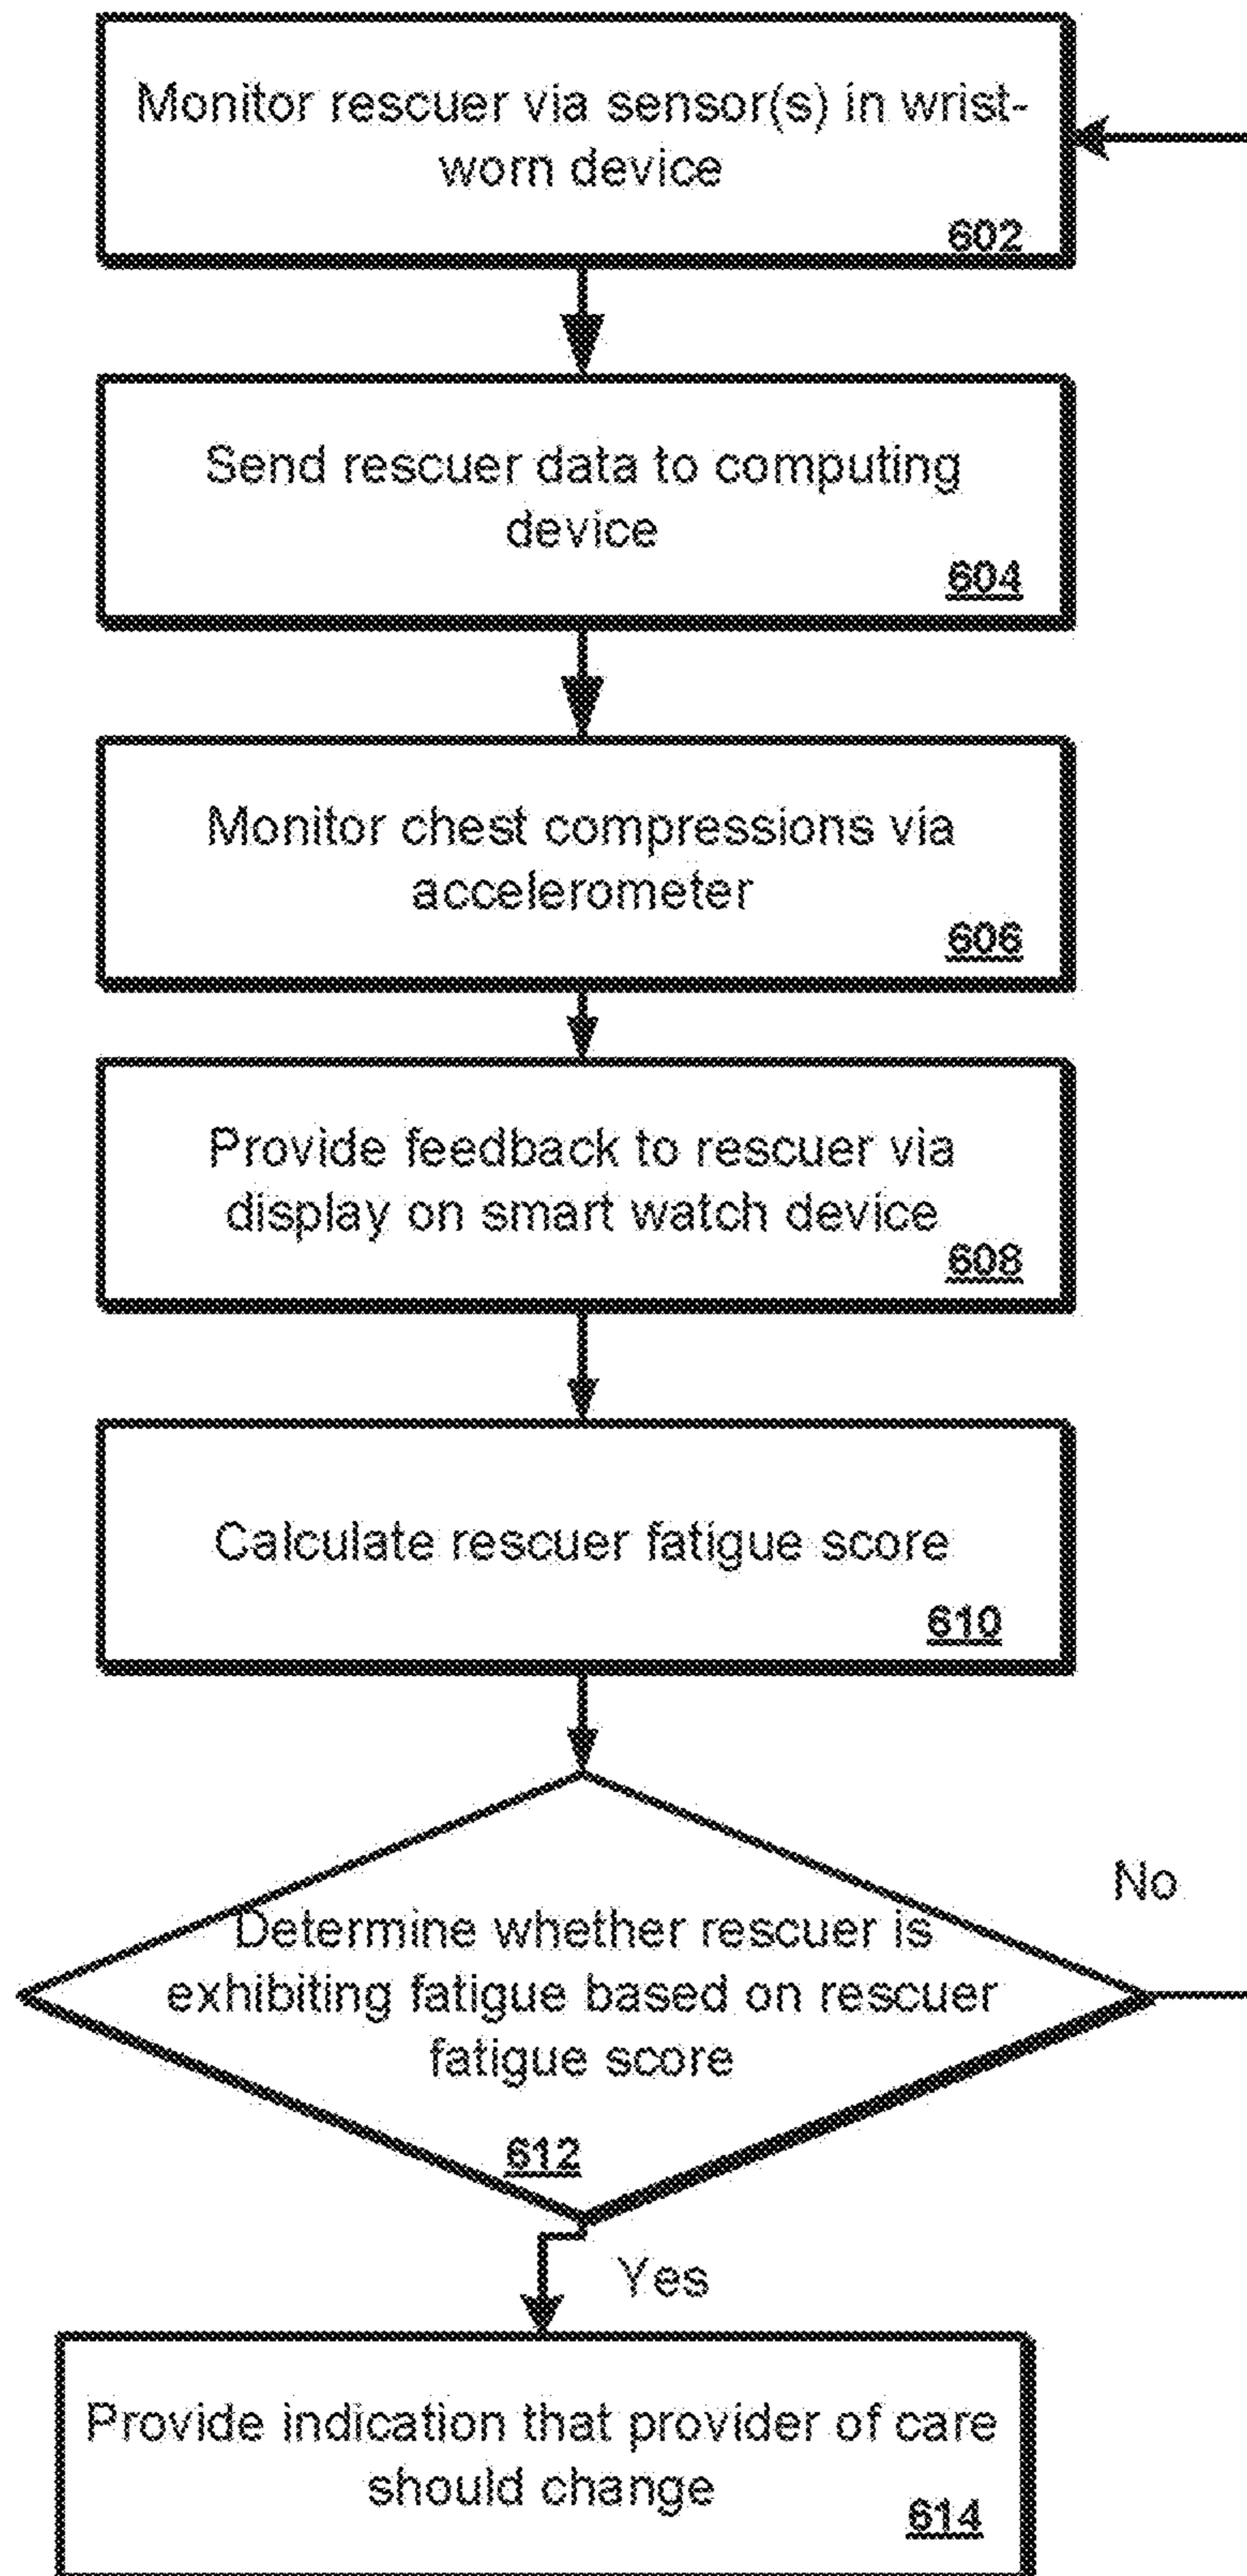 Monitor rescuer via sensor(s) in wrist-
worn device
602
Send rescuer data to computing
device
604
Monitor chest compressions via
accelerometer
606
Provide feedback to rescuer via
display on smart watch device
608
Calculate rescuer fatigue score
610
No
Determine whether rescuer is
exhibiting fatigue based on rescuer
fatigue score
612
Yes
Provide indication that provider of care
should change
614